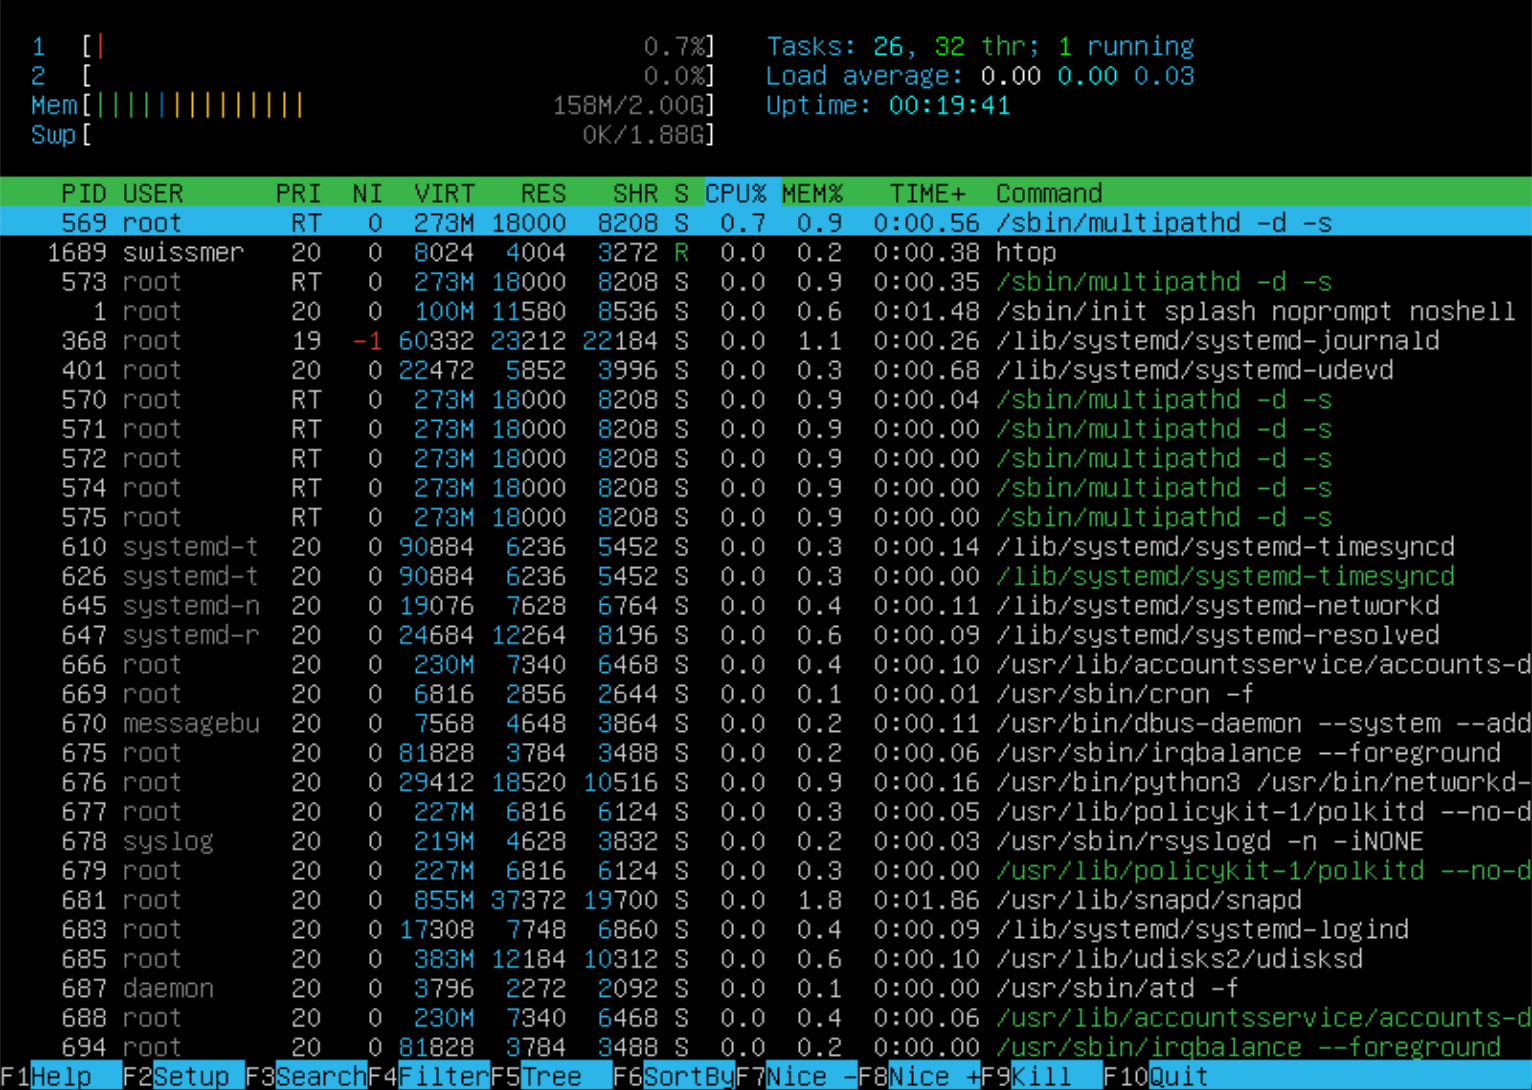 1 [| 0.7%] Tasks: 26, 32 thr; 1 running
2 [ 0.0%] Load average: 0.00 0.00 0.03
Mem[|||||||||||||||| 158M/2.00G] Uptime: 00:19:41
Swp[ 0K/1.88G]
PID USER PRI NI VIRT RES SHR S CPU% MEM% TIME+ Command
569 root RT 0 273M 18000 8208 S 0.7 0.9 0:00.56 /sbin/multipathd -d -s
1689 swissmer 20 0 8024 4004 3272 R 0.0 0.2 0:00.38 htop
573 root RT 0 273M 18000 8208 S 0.0 0.9 0:00.35 /sbin/multipathd -d -s
1 root 20 0 100M 11580 8536 S 0.0 0.6 0:01.48 /sbin/init splash noprompt noshell
368 root 19 -1 60332 23212 22184 S 0.0 1.1 0:00.26 /lib/systemd/systemd-journald
401 root 20 0 22472 5852 3996 S 0.0 0.3 0:00.68 /lib/systemd/systemd-udevd
570 root RT 0 273M 18000 8208 S 0.0 0.9 0:00.04 /sbin/multipathd -d -s
571 root RT 0 273M 18000 8208 S 0.0 0.9 0:00.00 /sbin/multipathd -d -s
572 root RT 0 273M 18000 8208 S 0.0 0.9 0:00.00 /sbin/multipathd -d -s
574 root RT 0 273M 18000 8208 S 0.0 0.9 0:00.00 /sbin/multipathd -d -s
575 root RT 0 273M 18000 8208 S 0.0 0.9 0:00.00 /sbin/multipathd -d -s
610 systemd-t 20 0 90884 6236 5452 S 0.0 0.3 0:00.14 /lib/systemd/systemd-timesyncd
626 systemd-t 20 0 90884 6236 5452 S 0.0 0.3 0:00.00 /lib/systemd/systemd-timesyncd
645 systemd-n 20 0 19076 7628 6764 S 0.0 0.4 0:00.11 /lib/systemd/systemd-networkd
647 systemd-r 20 0 24684 12264 8196 S 0.0 0.6 0:00.09 /lib/systemd/systemd-resolved
666 root 20 0 230M 7340 6468 S 0.0 0.4 0:00.10 /usr/lib/accountsservice/accounts-d
669 root 20 0 6816 2856 2644 S 0.0 0.1 0:00.01 /usr/sbin/cron -f
670 messagebu 20 0 7568 4648 3864 S 0.0 0.2 0:00.11 /usr/bin/dbus-daemon --system --add
675 root 20 0 81828 3784 3488 S 0.0 0.2 0:00.06 /usr/sbin/irqbalance --foreground
676 root 20 0 29412 18520 10516 S 0.0 0.9 0:00.16 /usr/bin/python3 /usr/bin/networkd-
677 root 20 0 227M 6816 6124 S 0.0 0.3 0:00.05 /usr/lib/policykit-1/polkitd --no-d
678 syslog 20 0 219M 4628 3832 S 0.0 0.2 0:00.03 /usr/sbin/rsyslogd -n -iNONE
679 root 20 0 227M 6816 6124 S 0.0 0.3 0:00.00 /usr/lib/policykit-1/polkitd --no-d
681 root 20 0 855M 37372 19700 S 0.0 1.8 0:01.86 /usr/lib/snapd/snapd
683 root 20 0 17308 7748 6860 S 0.0 0.4 0:00.09 /lib/systemd/systemd-logind
685 root 20 0 383M 12184 10312 S 0.0 0.6 0:00.10 /usr/lib/udisks2/udisksd
687 daemon 20 0 3796 2272 2092 S 0.0 0.1 0:00.00 /usr/sbin/atd -f
688 root 20 0 230M 7340 6468 S 0.0 0.4 0:00.06 /usr/lib/accountsservice/accounts-d
694 root 20 0 81828 3784 3488 S 0.0 0.2 0:00.00 /usr/sbin/irqbalance --foreground
F1Help F2Setup F3SearchF4FilterF5Tree F6SortByF7Nice -F8Nice +F9Kill F10Quit